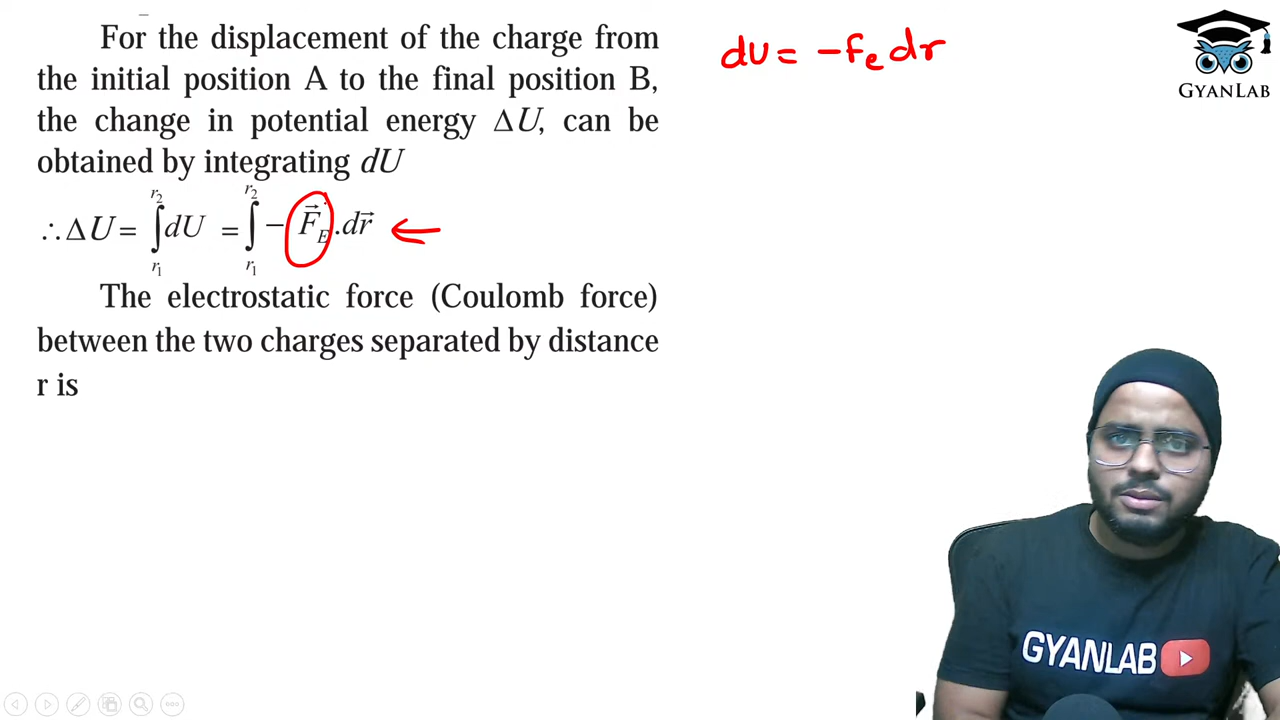 For the displacement of the charge from
the initial position A to the final position B,
the change in potential energy ΔU, can be
obtained by integrating dU
∴ΔU = ∫_{r₁}^{r₂} dU = ∫_{r₁}^{r₂} − F⃗_E . dr⃗
The electrostatic force (Coulomb force)
between the two charges separated by distance
r is
dU = -Fe dr
GYANLAB
GYANLAB